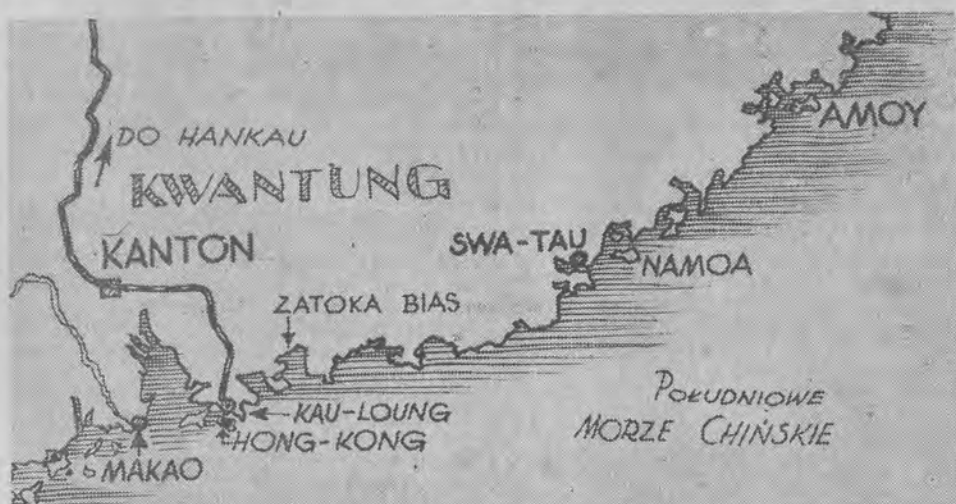 DO HANKAU
KWANTUNG
KANTON
AMOY
SWA-TAU
NAMOA
ZATOKA BIAS
KAU-LOUNG
HONG-KONG
MAKAO
POŁUDNIOWE
MORZE CHIŃSKIE